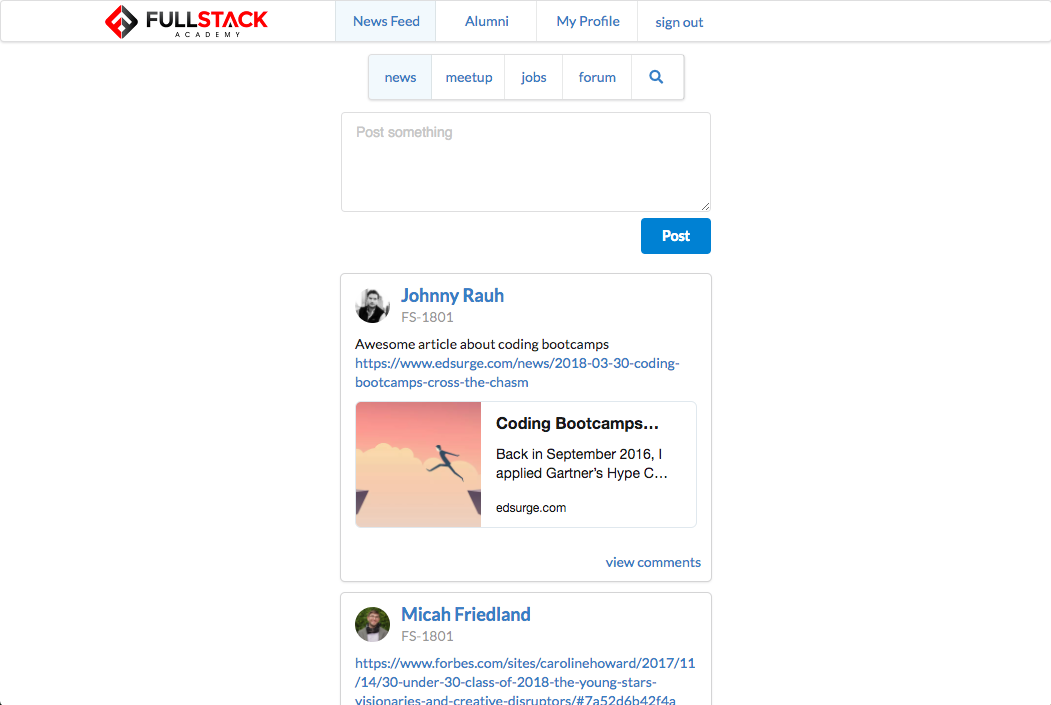 FULLSTACK
ACADEMY
News Feed
Alumni
My Profile
sign out
news
meetup
jobs
forum
Post something
Post
Johnny Rauh
FS-1801
Awesome article about coding bootcamps
https://www.edsurge.com/news/2018-03-30-coding-
bootcamps-cross-the-chasm
Coding Bootcamps…
Back in September 2016, I
applied Gartner’s Hype C…
edsurge.com
view comments
Micah Friedland
FS-1801
https://www.forbes.com/sites/carolinehoward/2017/11
/14/30-under-30-class-of-2018-the-young-stars-
visionaries-and-creative-disruptors/#7a52d6b42f4a